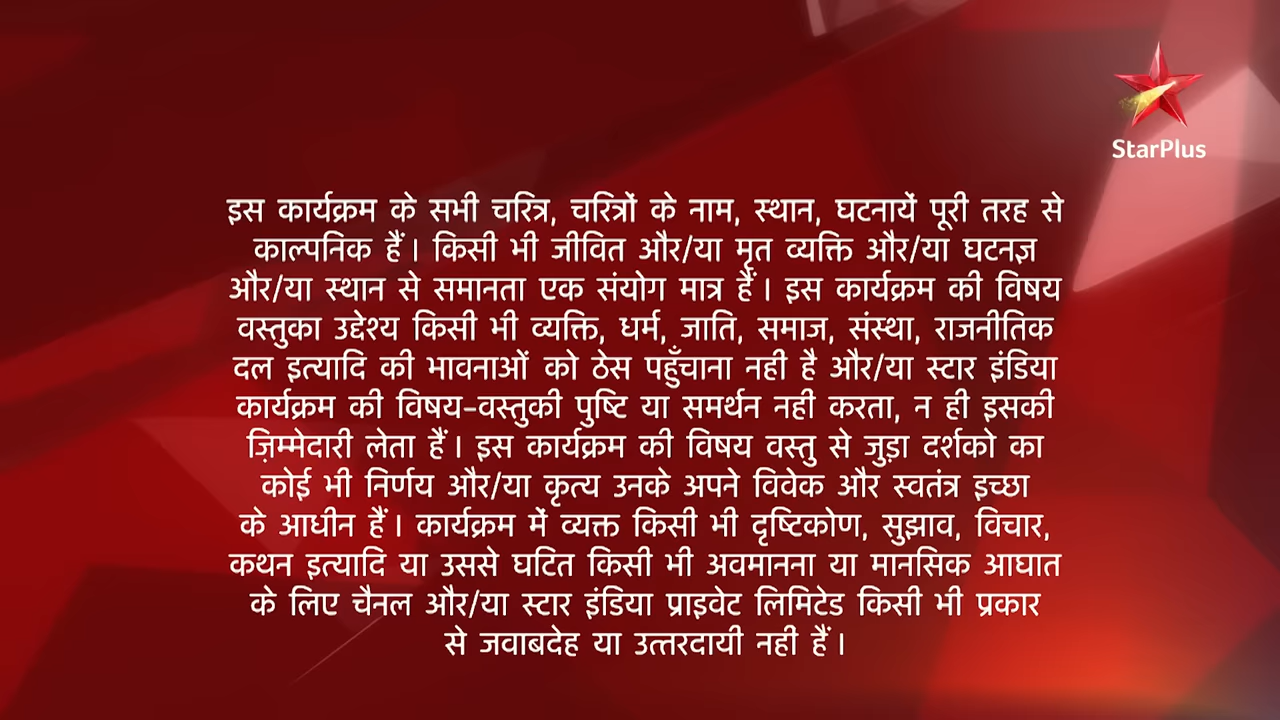 StarPlus
इस कार्यक्रम के सभी चरित्र, चरित्रों के नाम, स्थान, घटनायें पूरी तरह से
काल्पनिक हैं। किसी भी जीवित और/या मृत व्यक्ति और/या घटनज्ञ
और/या स्थान से समानता एक संयोग मात्र हैं। इस कार्यक्रम की विषय
वस्तुका उद्देश्य किसी भी व्यक्ति, धर्म, जाति, समाज, संस्था, राजनीतिक
दल इत्यादि की भावनाओं को ठेस पहुँचाना नही है और/या स्टार इंडिया
कार्यक्रम की विषय-वस्तुकी पुष्टि या समर्थन नही करता, न ही इसकी
ज़िम्मेदारी लेता हैं। इस कार्यक्रम की विषय वस्तु से जुड़ा दर्शको का
कोई भी निर्णय और/या कृत्य उनके अपने विवेक और स्वतंत्र इच्छा
के आधीन हैं। कार्यक्रम में व्यक्त किसी भी दृष्टिकोण, सुझाव, विचार,
कथन इत्यादि या उससे घटित किसी भी अवमानना या मानसिक आघात
के लिए चैनल और/या स्टार इंडिया प्राइवेट लिमिटेड किसी भी प्रकार
से जवाबदेह या उत्तरदायी नही हैं।